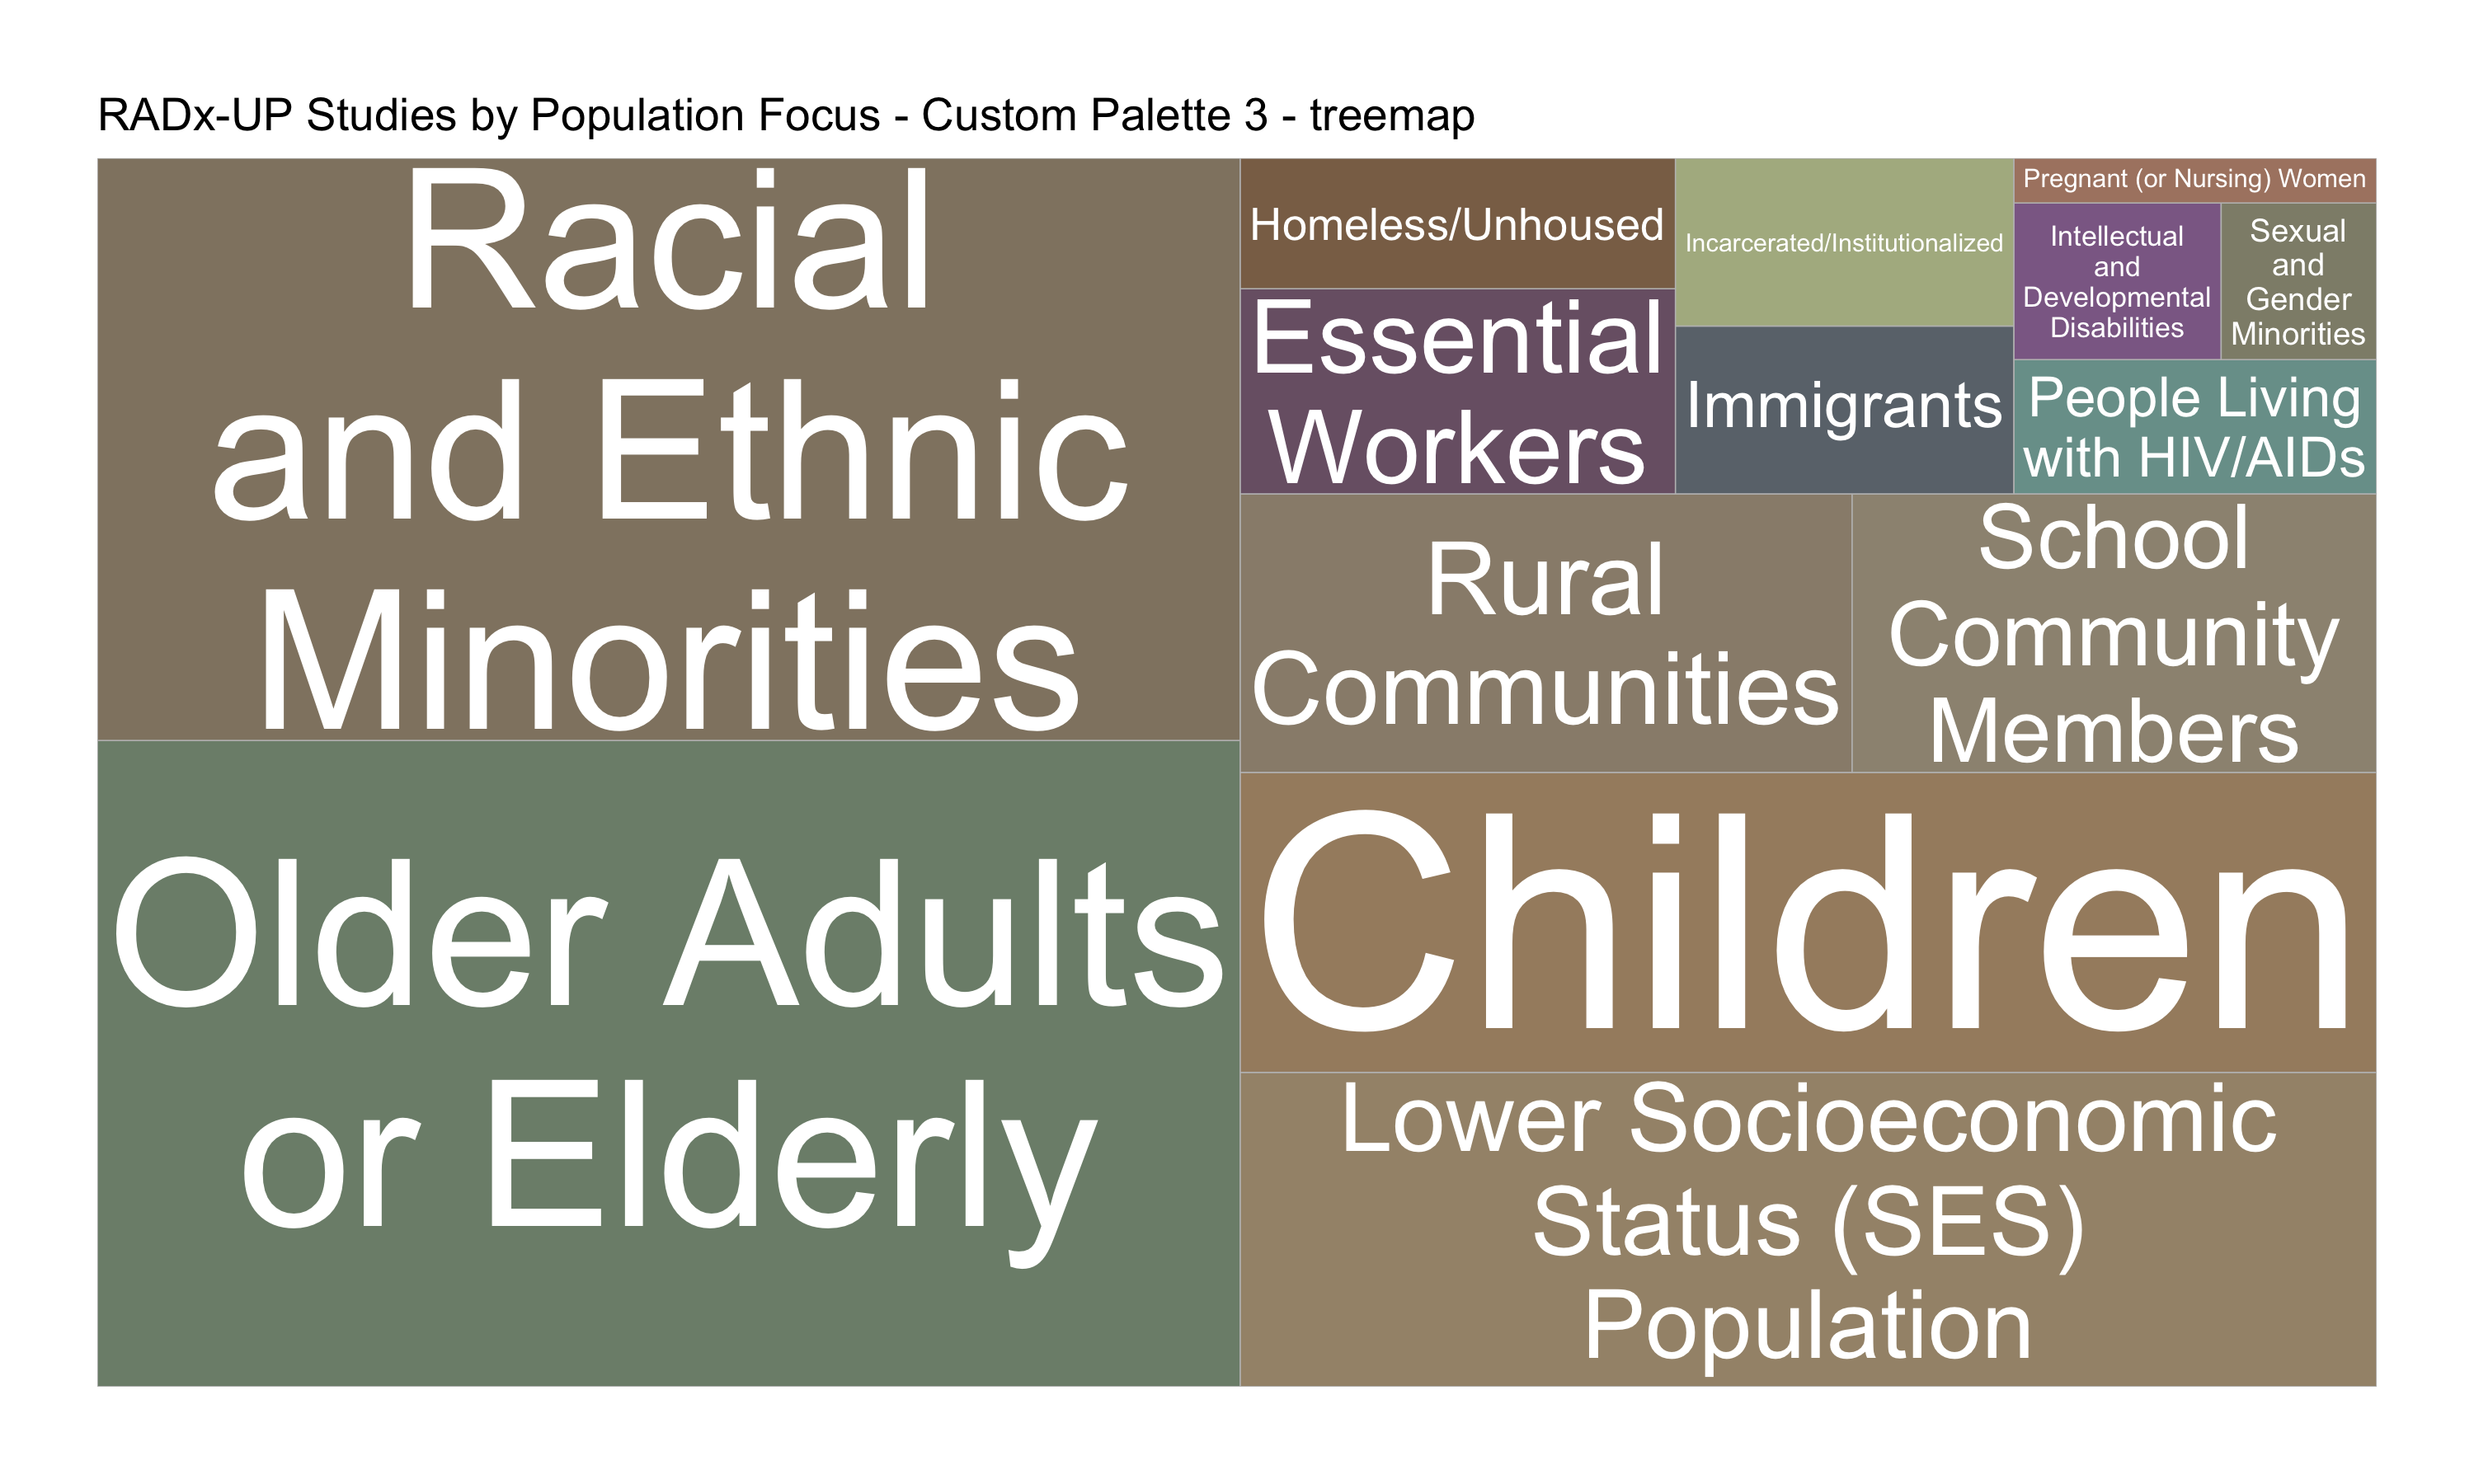 RADx-UP Studies by Population Focus - Custom Palette 3 - treemap
Racial
and Ethnic
Minorities
Older Adults
or Elderly
Homeless/Unhoused
Essential
Workers
Incarcerated/Institutionalized
Immigrants
Pregnant (or Nursing) Women
Intellectual
and
Developmental
Disabilities
Sexual
and
Gender
Minorities
People Living
with HIV/AIDs
Rural
Communities
School
Community
Members
Children
Lower Socioeconomic
Status (SES)
Population